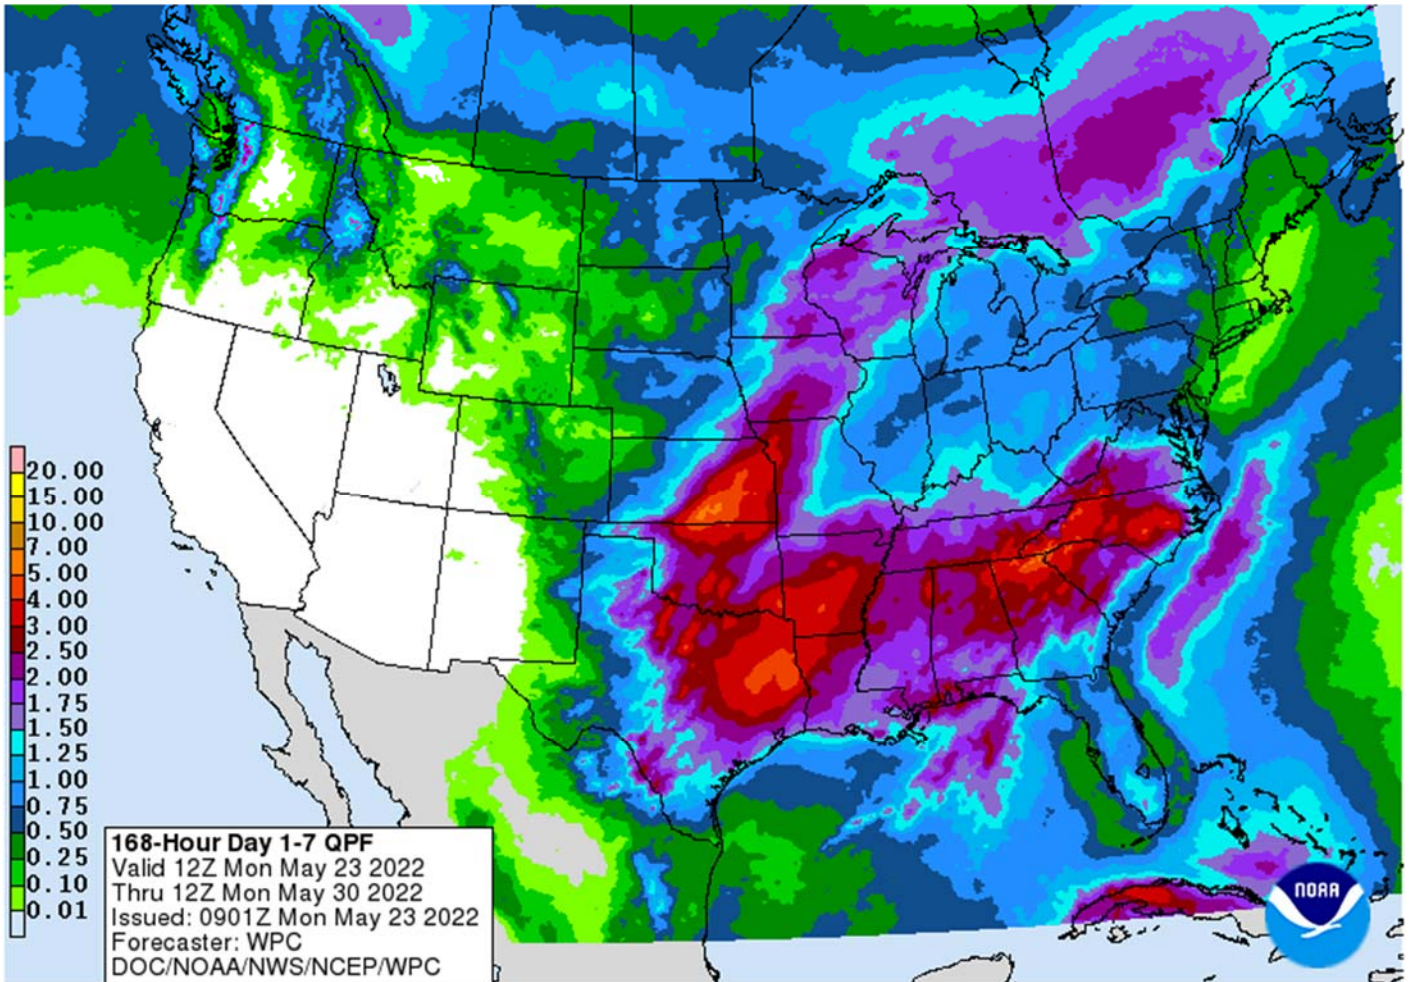 20.00
15.00
10.00
7.00
5.00
4.00
3.00
2.50
2.00
1.75
1.50
1.25
1.00
0.75
0.50
0.25
0.10
0.01
168-Hour Day 1-7 QPF
Valid 12Z Mon May 23 2022
Thru 12Z Mon May 30 2022
Issued: 0901Z Mon May 23 2022
Forecaster: WPC
DOC/NOAA/NWS/NCEP/WPC
NOAA